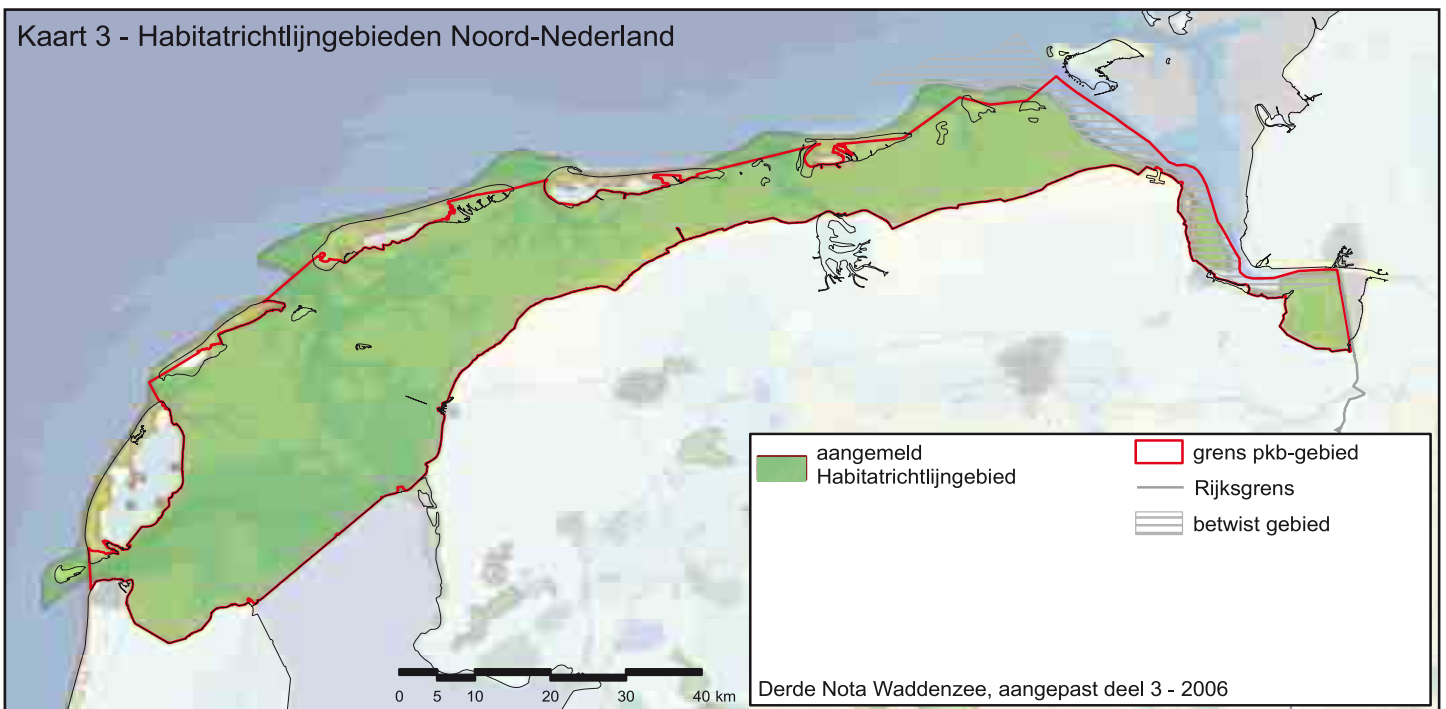 Kaart 3 - Habitatrichtlijngebieden Noord-Nederland
aangemeld
Habitatrichtlijngebied
grens pkb-gebied
Rijksgrens
betwist gebied
0 5 10 20 30 40 km
Derde Nota Waddenzee, aangepast deel 3 - 2006